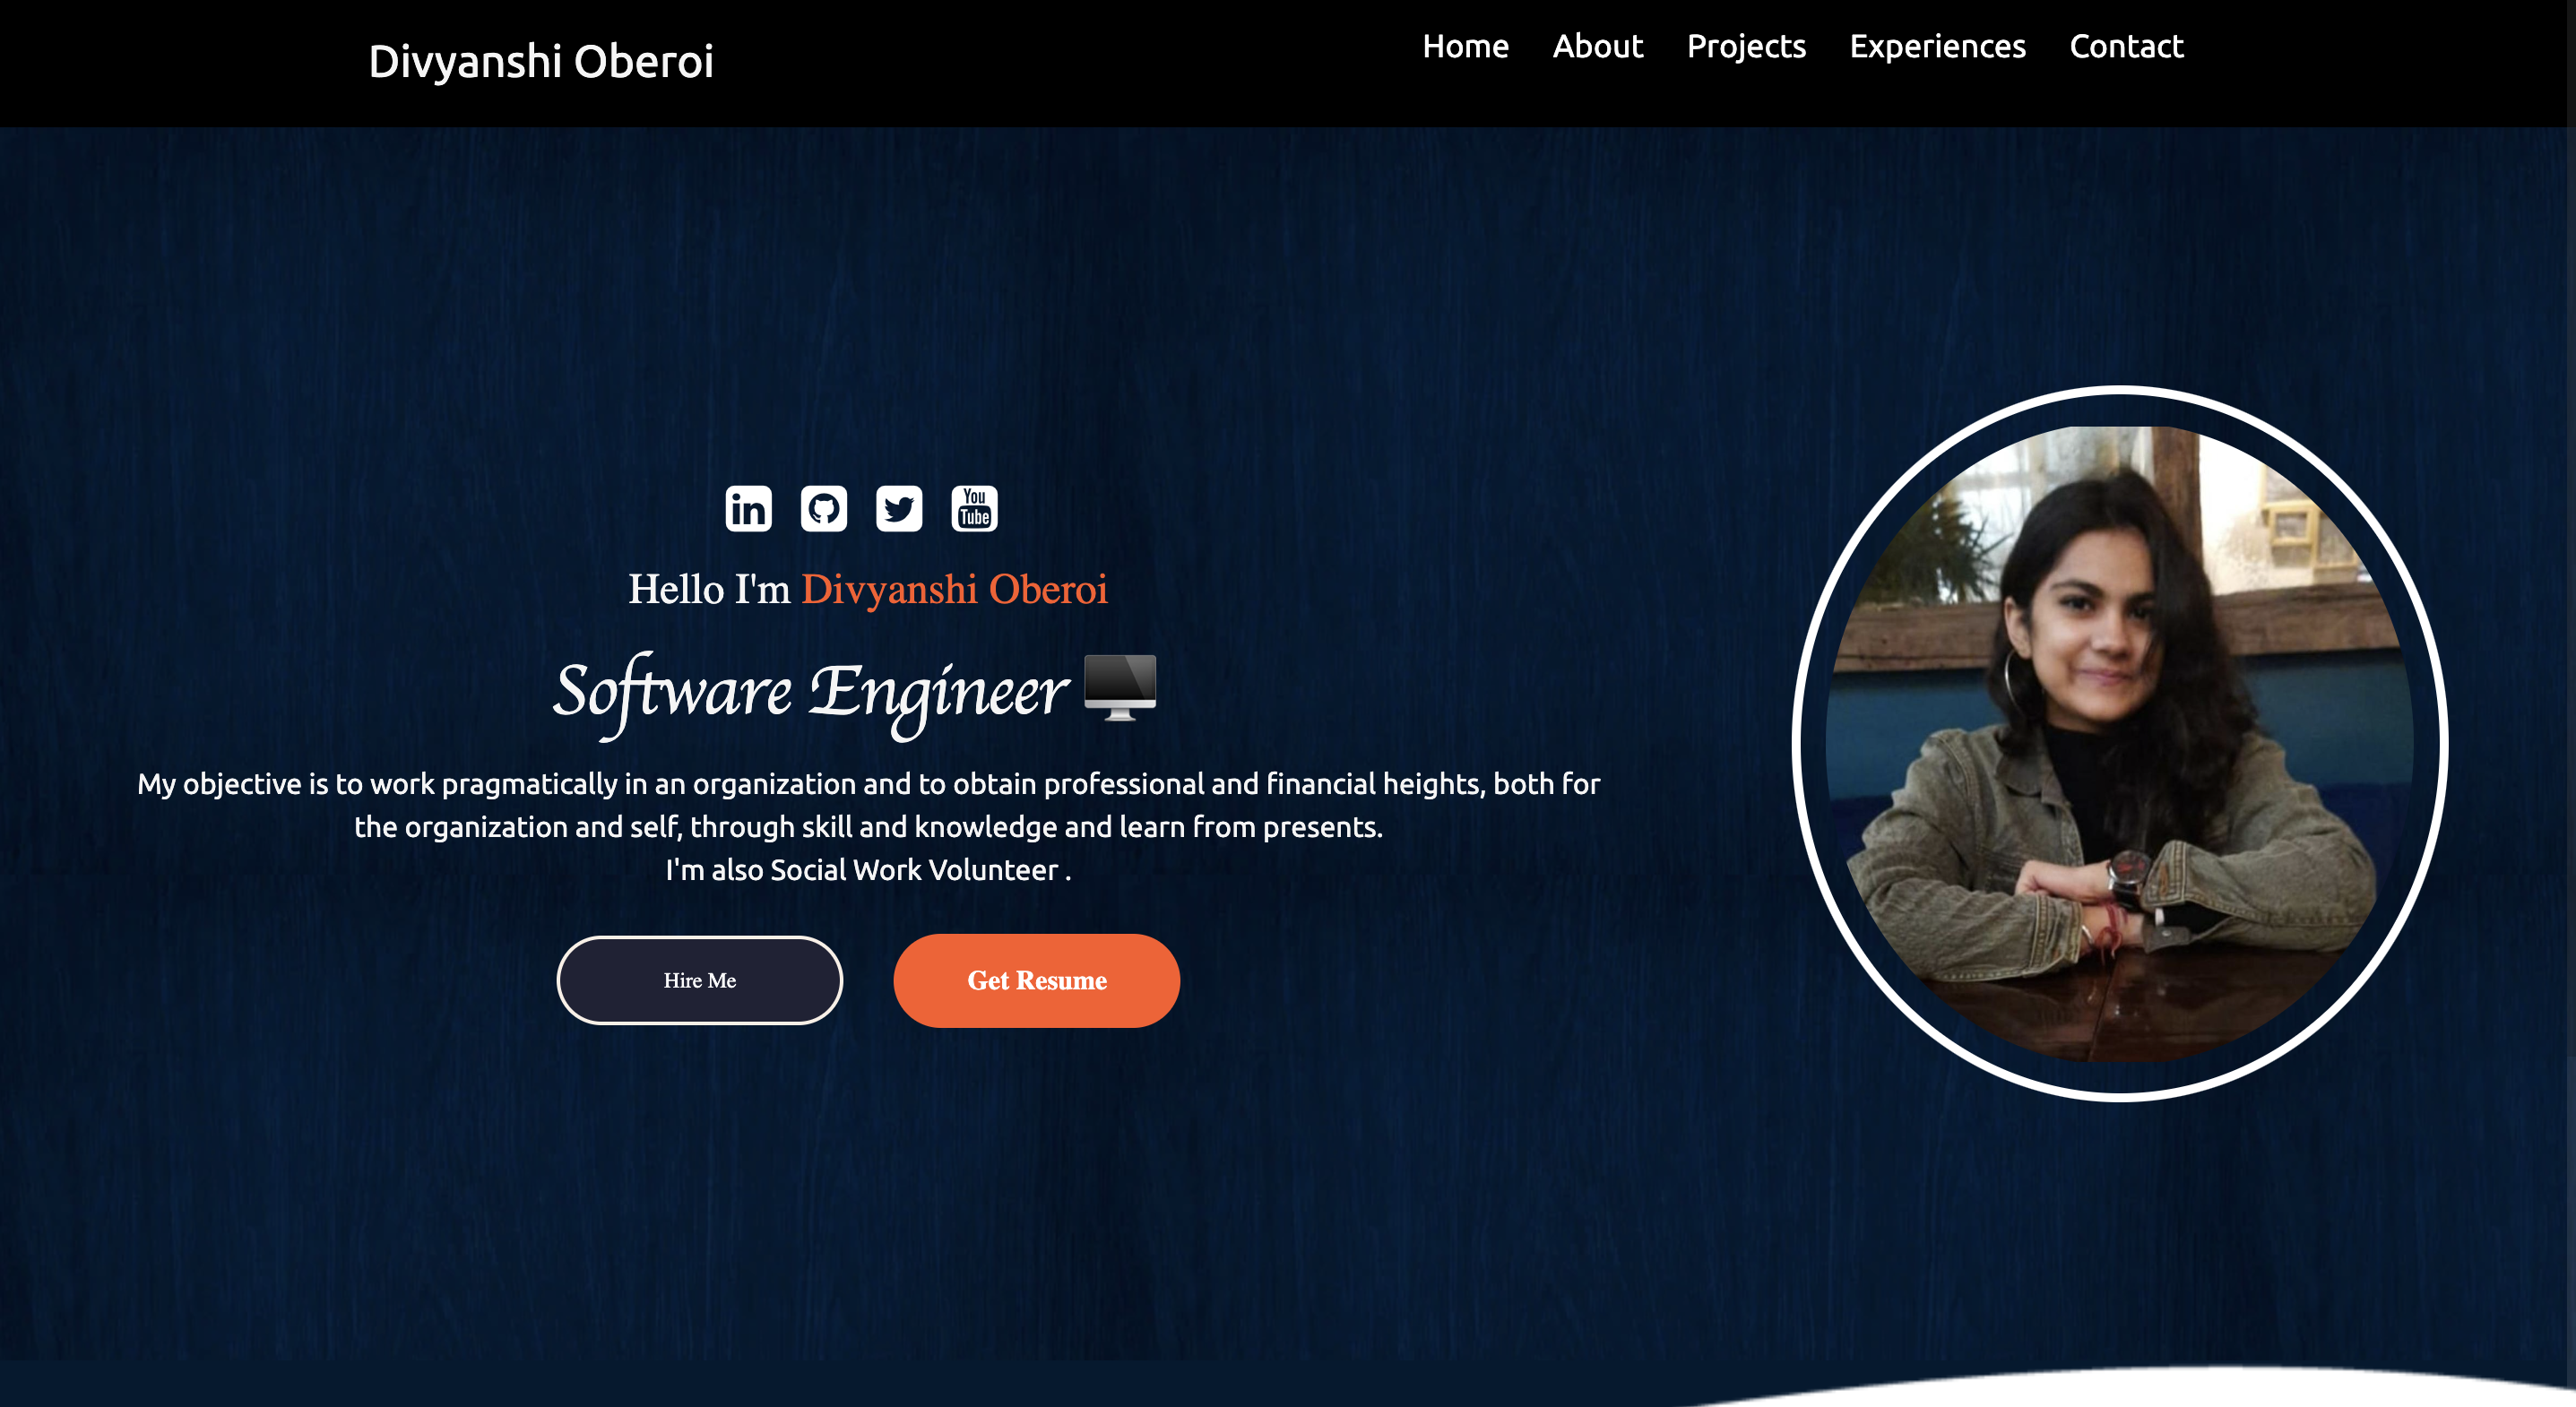 Divyanshi Oberoi
Home About Projects Experiences Contact
in
You
Tube
Hello I'm Divyanshi Oberoi
Software Engineer
My objective is to work pragmatically in an organization and to obtain professional and financial heights, both for
the organization and self, through skill and knowledge and learn from presents.
I'm also Social Work Volunteer .
Hire Me
Get Resume